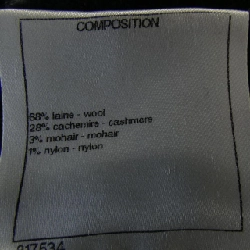 COMPOSITION
68% laine - wool
28% cachemire - cashmere
3% mohair - mohair
1% nylon - nylon